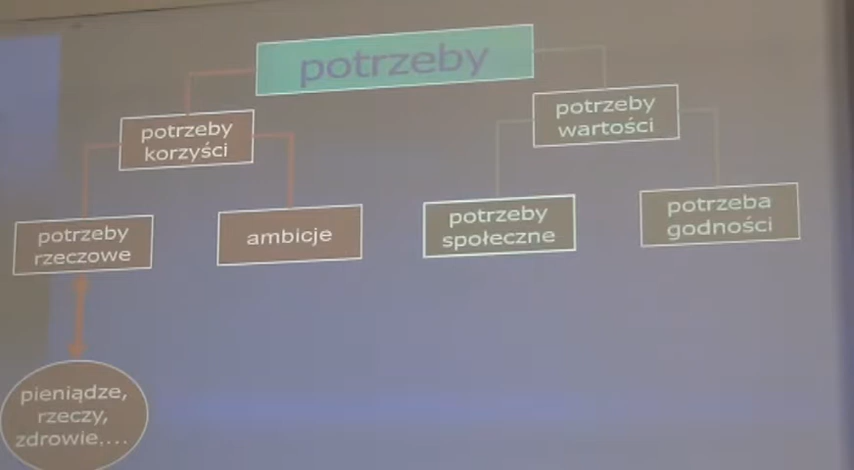 potrzeby
potrzeby
korzyści
potrzeby
wartości
potrzeby
rzeczowe
ambicje
potrzeby
społeczne
potrzeba
godności
pieniądze,
rzeczy,
zdrowie,...